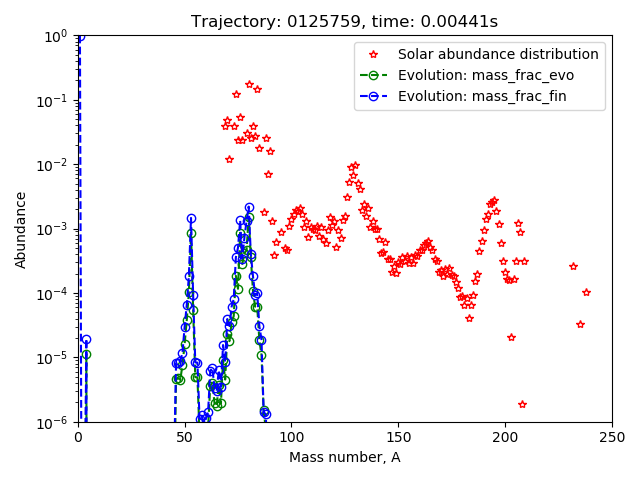 Trajectory: 0125759, time: 0.00441s
Solar abundance distribution
Evolution: mass_frac_evo
Evolution: mass_frac_fin
Abundance
10^0
10^-1
10^-2
10^-3
10^-4
10^-5
10^-6
0 50 100 150 200 250
Mass number, A